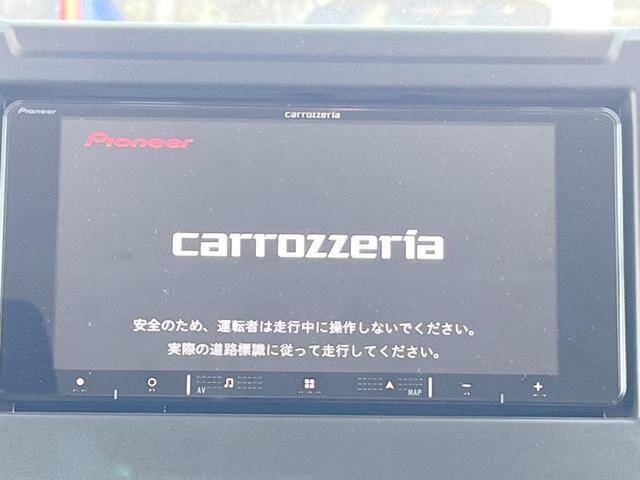 Pioneer
carrozzeria
Pioneer
carrozzeria
安全のため、運転者は走行中に操作しないでください。
実際の道路標識に従って走行してください。
AV
MAP